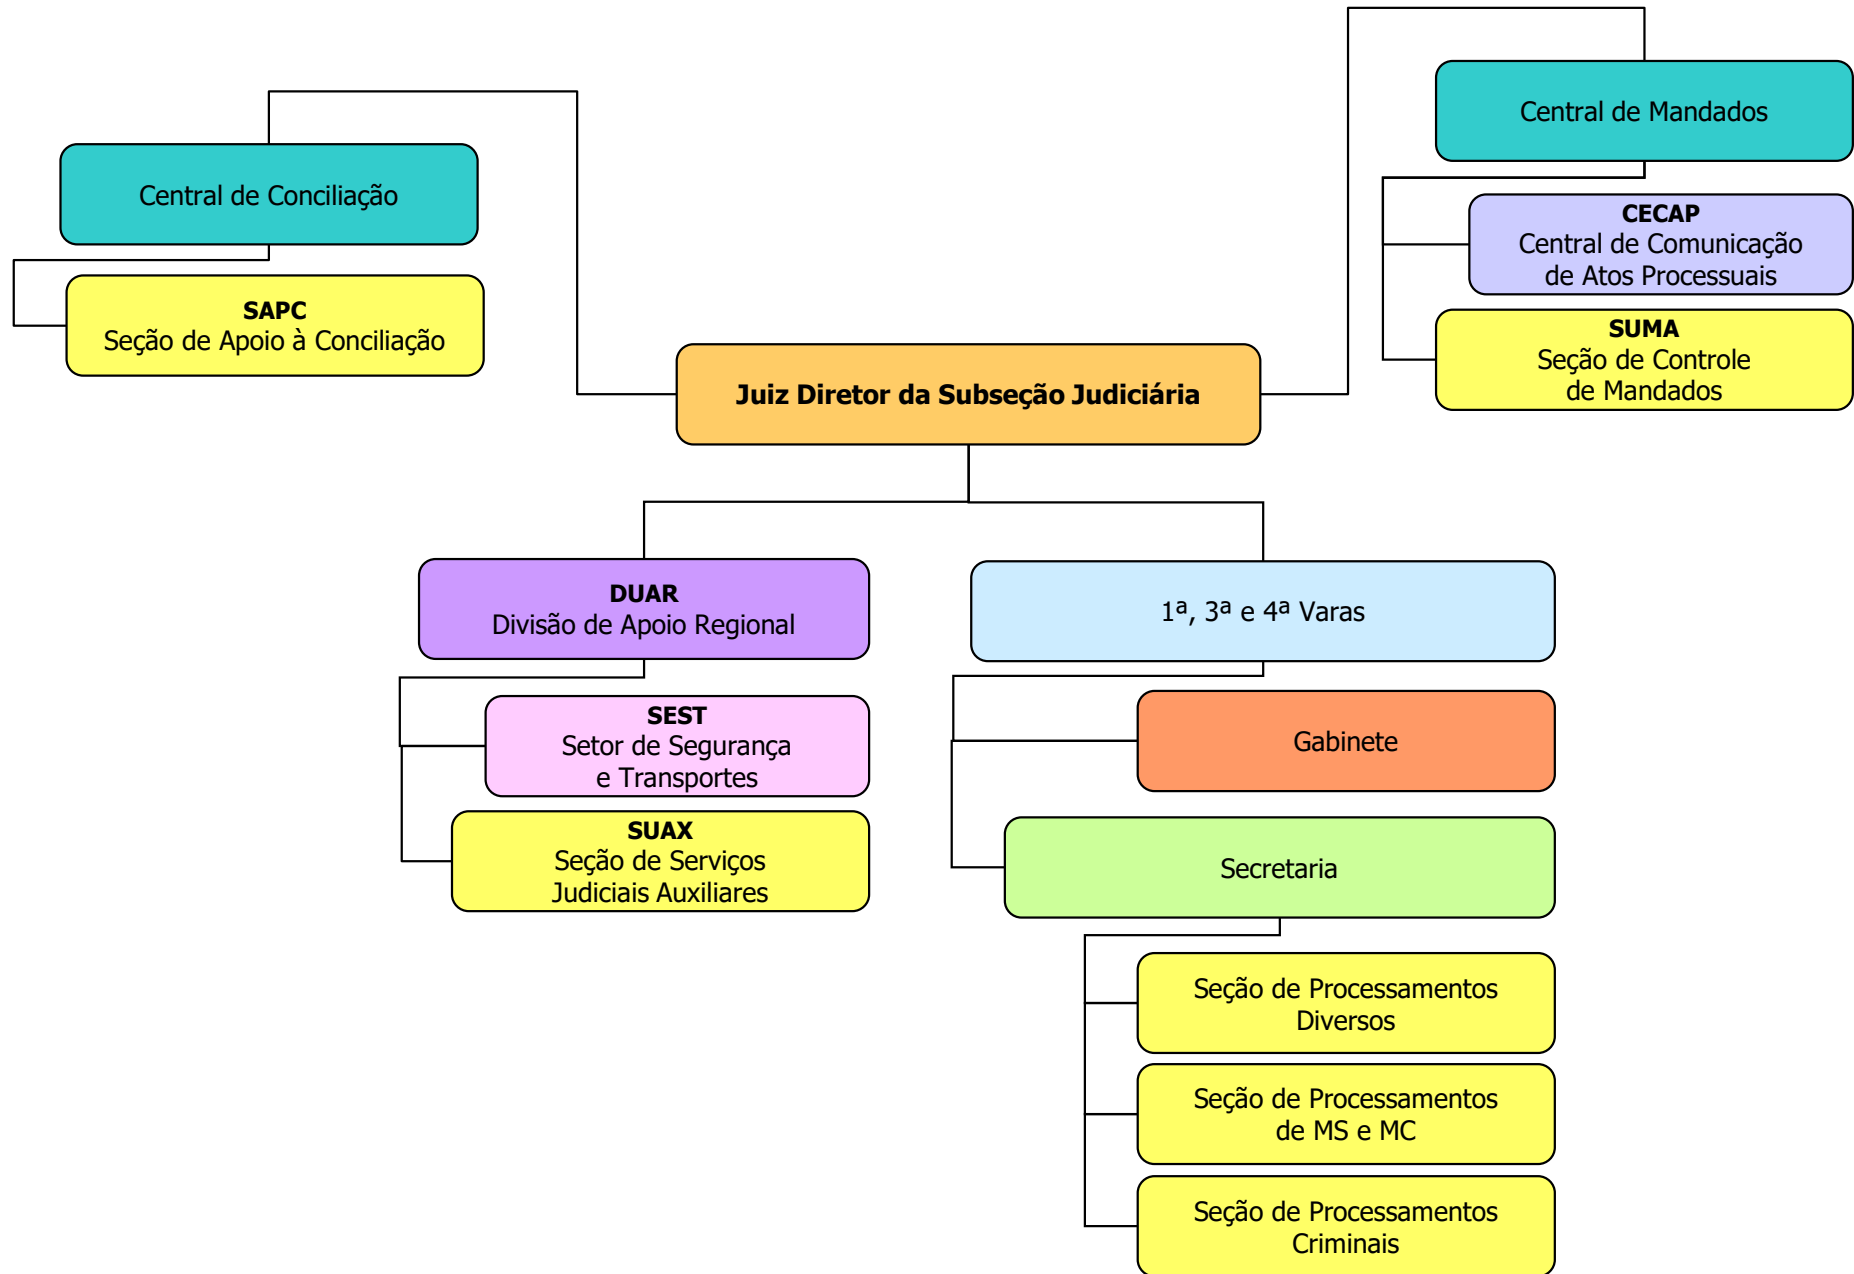 Central de Mandados
Central de Conciliação
CECAP
Central de Comunicação
de Atos Processuais
SAPC
Seção de Apoio à Conciliação
SUMA
Seção de Controle
de Mandados
Juiz Diretor da Subseção Judiciária
DUAR
Divisão de Apoio Regional
1ª, 3ª e 4ª Varas
SEST
Setor de Segurança
e Transportes
Gabinete
SUAX
Seção de Serviços
Judiciais Auxiliares
Secretaria
Seção de Processamentos
Diversos
Seção de Processamentos
de MS e MC
Seção de Processamentos
Criminais